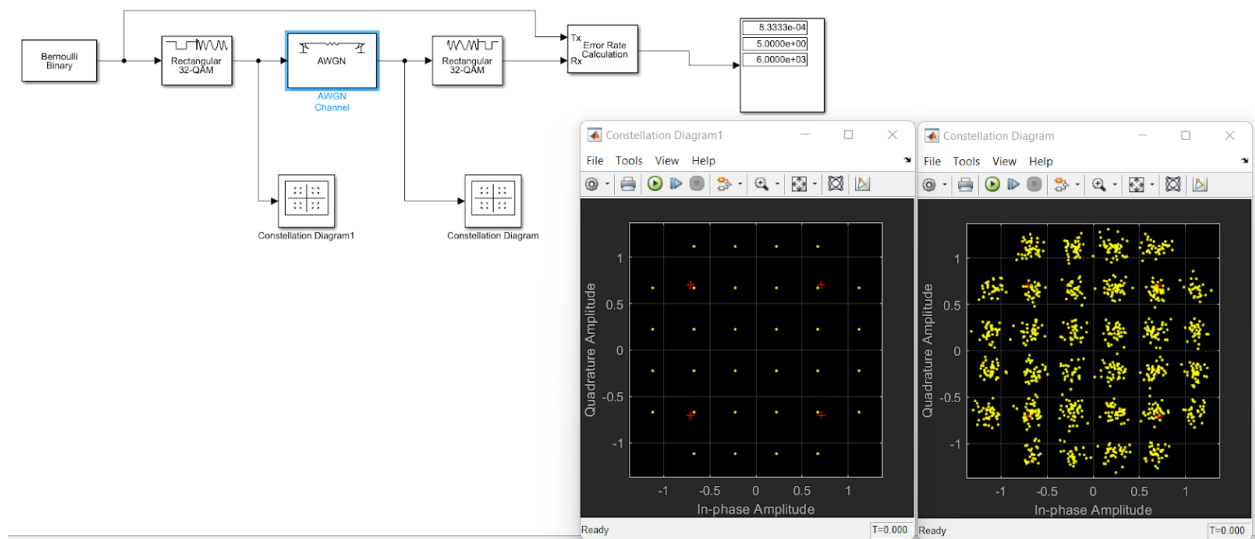 Bernoulli
Binary
Rectangular
32-QAM
AWGN
AWGN
Channel
Rectangular
32-QAM
Tx
Rx
Error Rate
Calculation
8.3333e-04
5.0000e+00
6.0000e+03
Constellation Diagram1
Constellation Diagram
Constellation Diagram1
File Tools View Help
1
0.5
0
-0.5
-1
Quadrature Amplitude
-1 -0.5 0 0.5 1
In-phase Amplitude
Ready T=0.000
Constellation Diagram
File Tools View Help
1
0.5
0
-0.5
-1
Quadrature Amplitude
-1 -0.5 0 0.5 1
In-phase Amplitude
Ready T=0.000